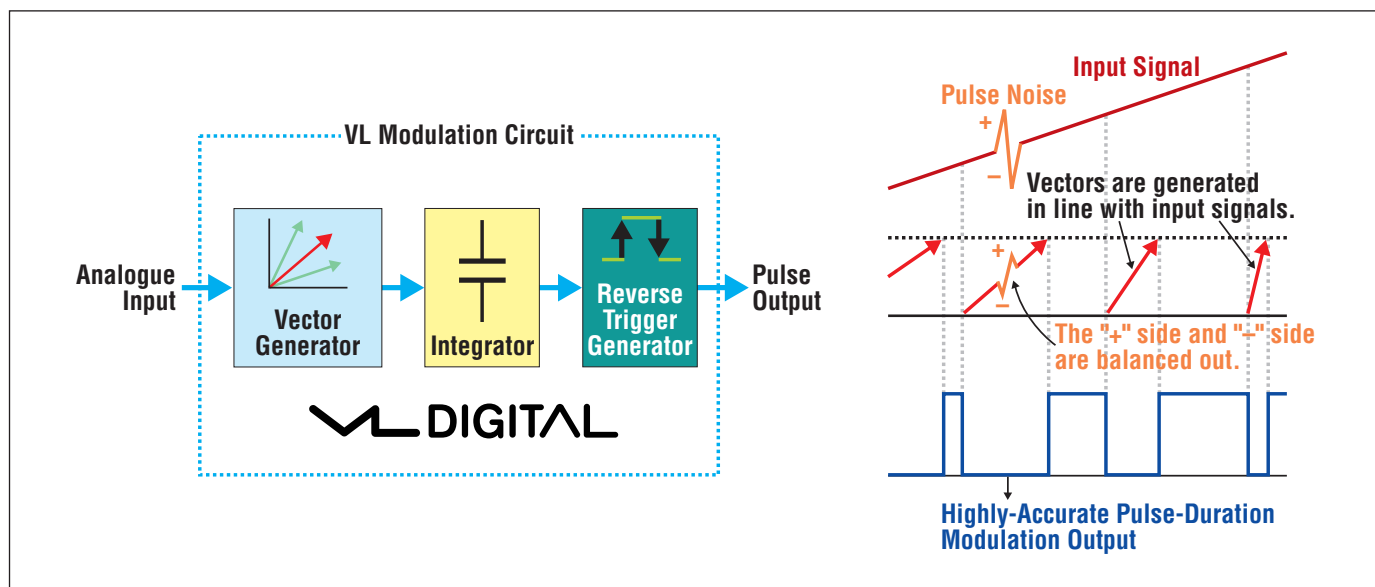 VL Modulation Circuit
Analogue
Input
Vector
Generator
Integrator
Reverse
Trigger
Generator
Pulse
Output
VL DIGITAL
Input Signal
Pulse Noise
+
–
Vectors are generated
in line with input signals.
+
–
The "+" side and "–" side
are balanced out.
Highly-Accurate Pulse-Duration
Modulation Output